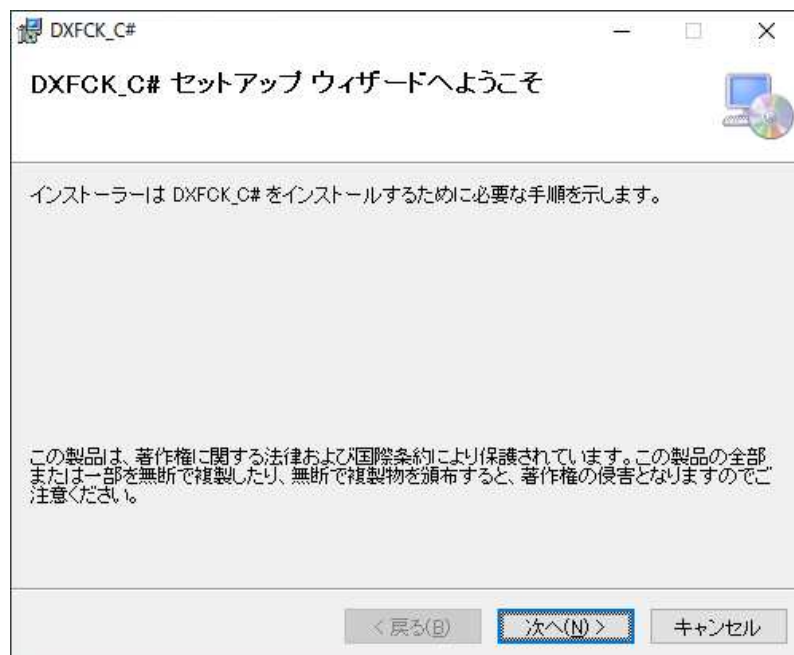 DXFCK_C#
DXFCK_C# セットアップ ウィザードへようこそ
インストーラーは DXFCK_C# をインストールするために必要な手順を示します。
この製品は、著作権に関する法律および国際条約により保護されています。この製品の全部
または一部を無断で複製したり、無断で複製物を頒布すると、著作権の侵害となりますのでご
注意ください。
< 戻る(B)
次へ(N) >
キャンセル